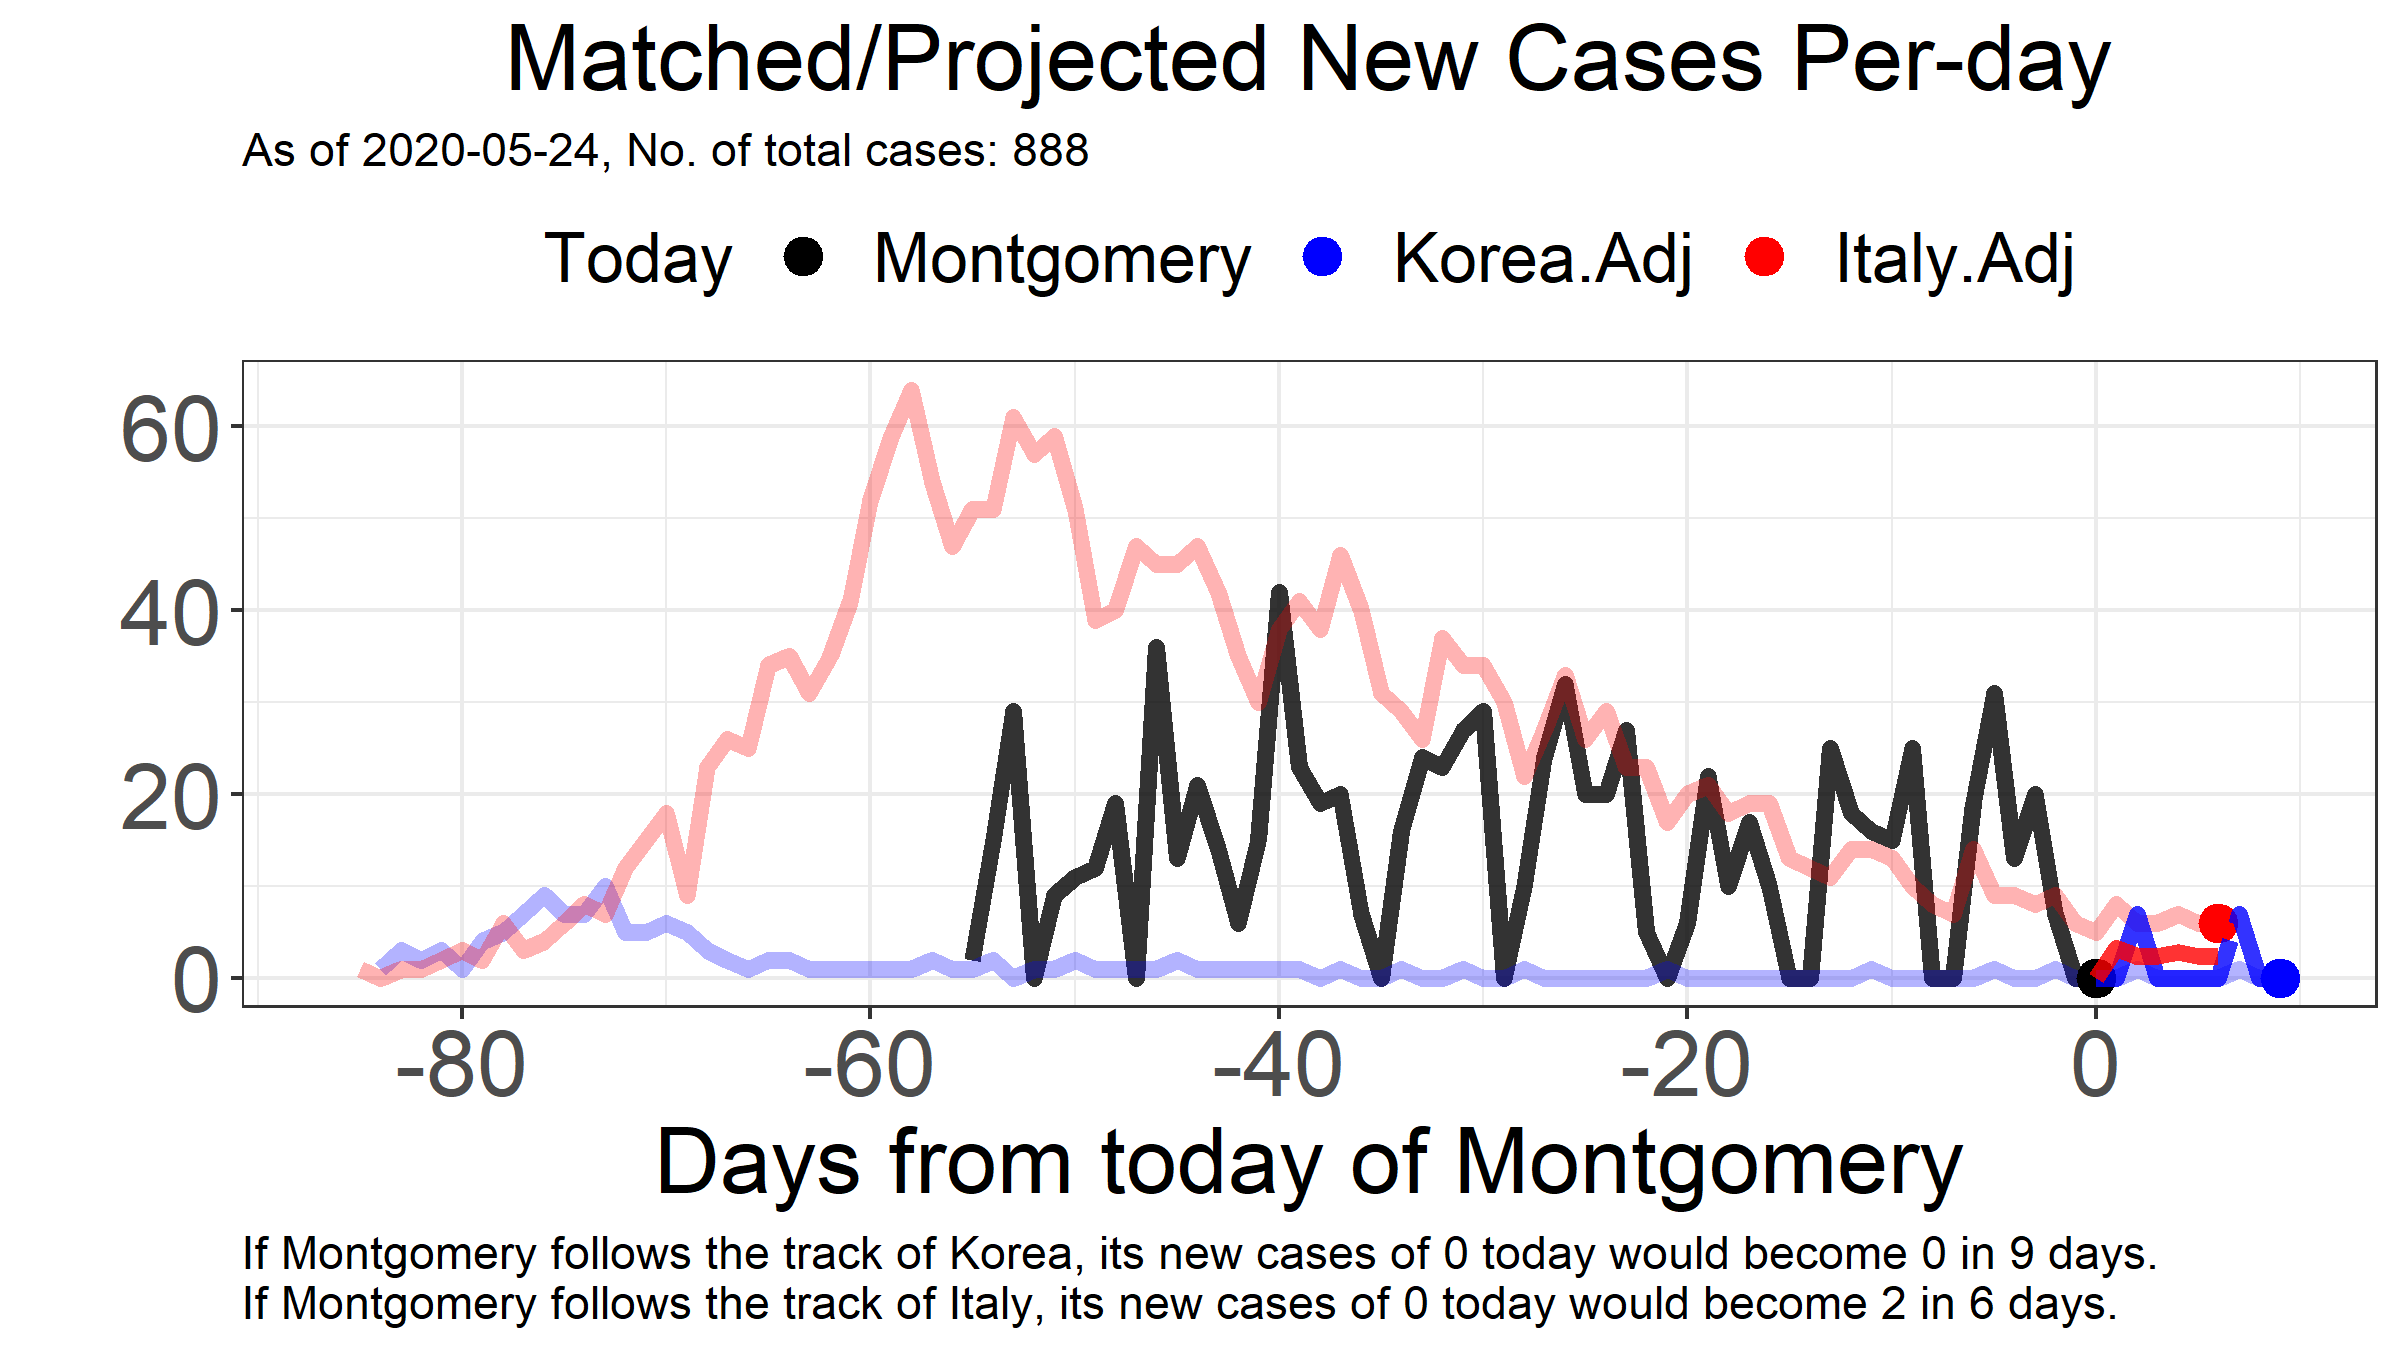 Matched/Projected New Cases Per-day
As of 2020-05-24, No. of total cases: 888
Today Montgomery Korea.Adj Italy.Adj
60
40
20
0
-80 -60 -40 -20 0
Days from today of Montgomery
If Montgomery follows the track of Korea, its new cases of 0 today would become 0 in 9 days.
If Montgomery follows the track of Italy, its new cases of 0 today would become 2 in 6 days.